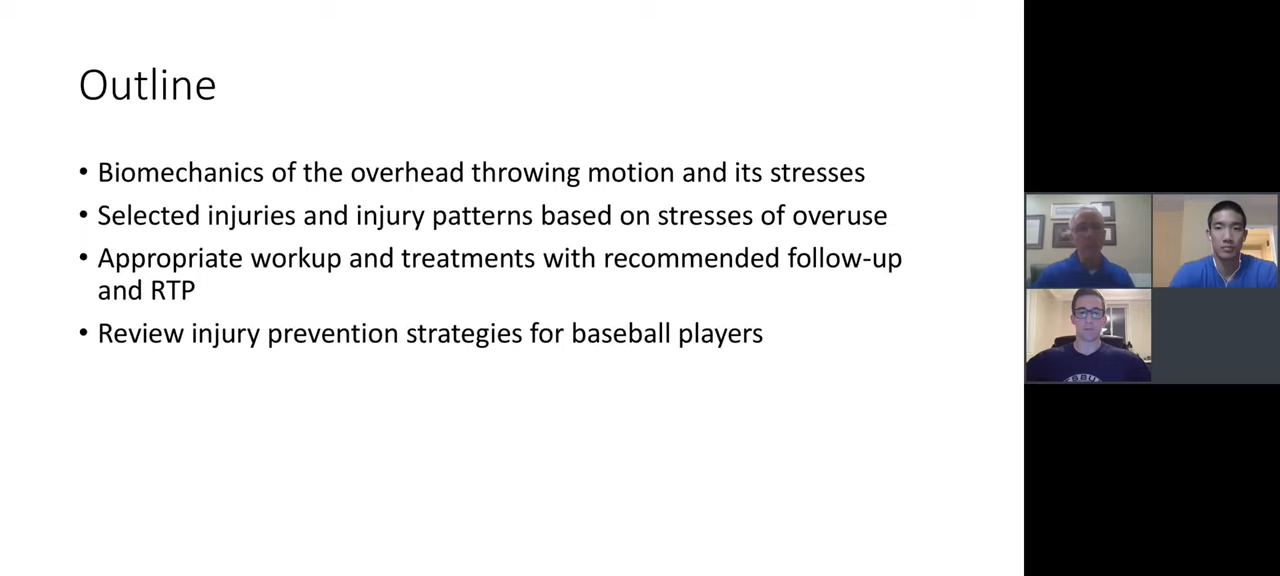 Outline
• Biomechanics of the overhead throwing motion and its stresses
• Selected injuries and injury patterns based on stresses of overuse
• Appropriate workup and treatments with recommended follow-up
and RTP
• Review injury prevention strategies for baseball players